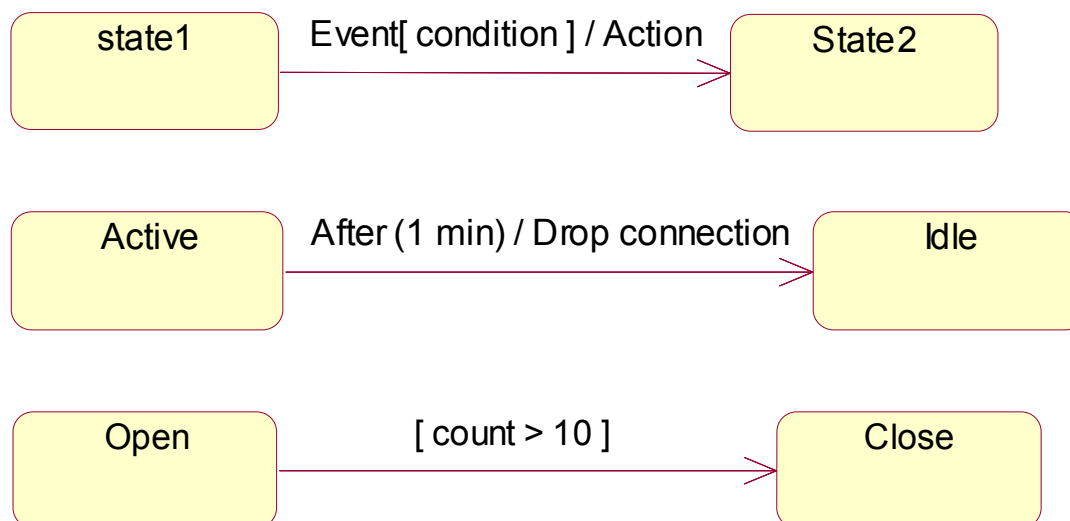 state1 Event[ condition ] / Action State2
Active After (1 min) / Drop connection Idle
Open [ count > 10 ] Close